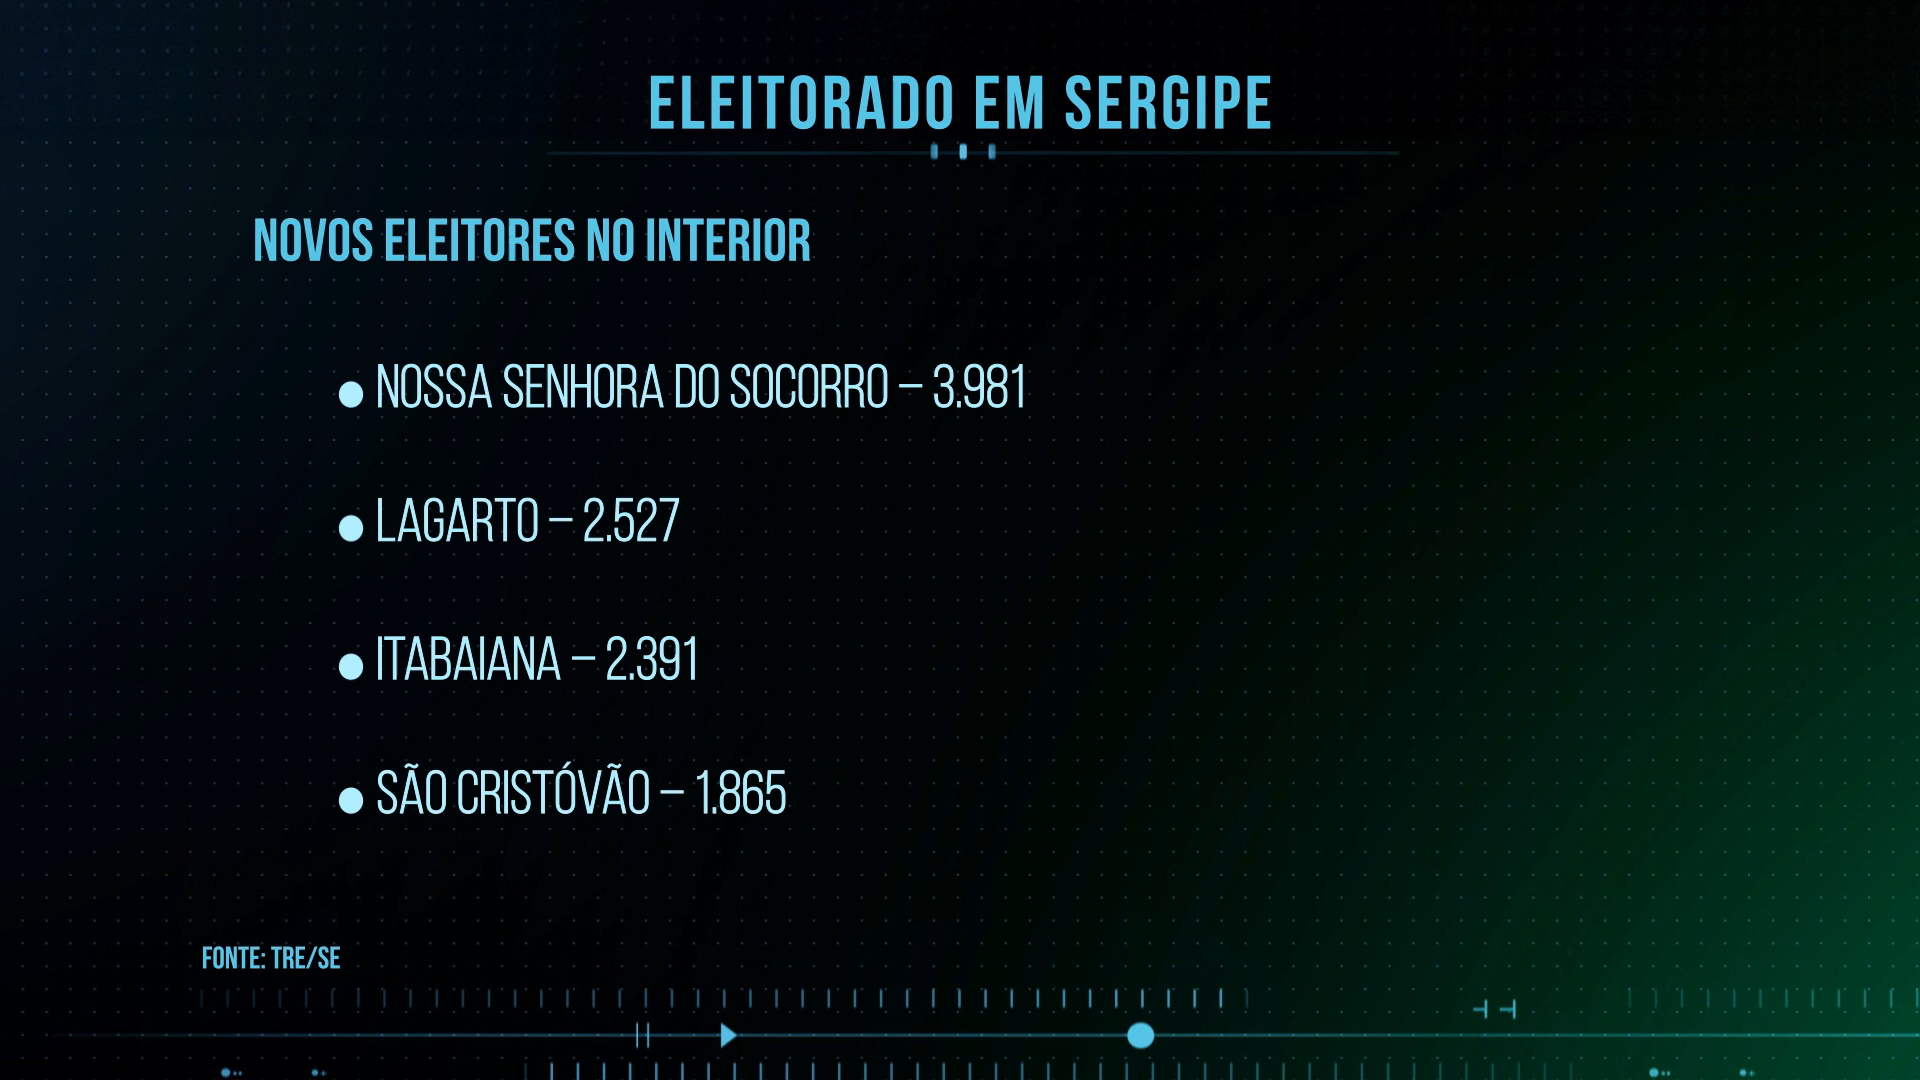 ELEITORADO EM SERGIPE
NOVOS ELEITORES NO INTERIOR
● NOSSA SENHORA DO SOCORRO – 3.981
● LAGARTO – 2.527
● ITABAIANA – 2.391
● SÃO CRISTÓVÃO – 1.865
FONTE: TRE/SE